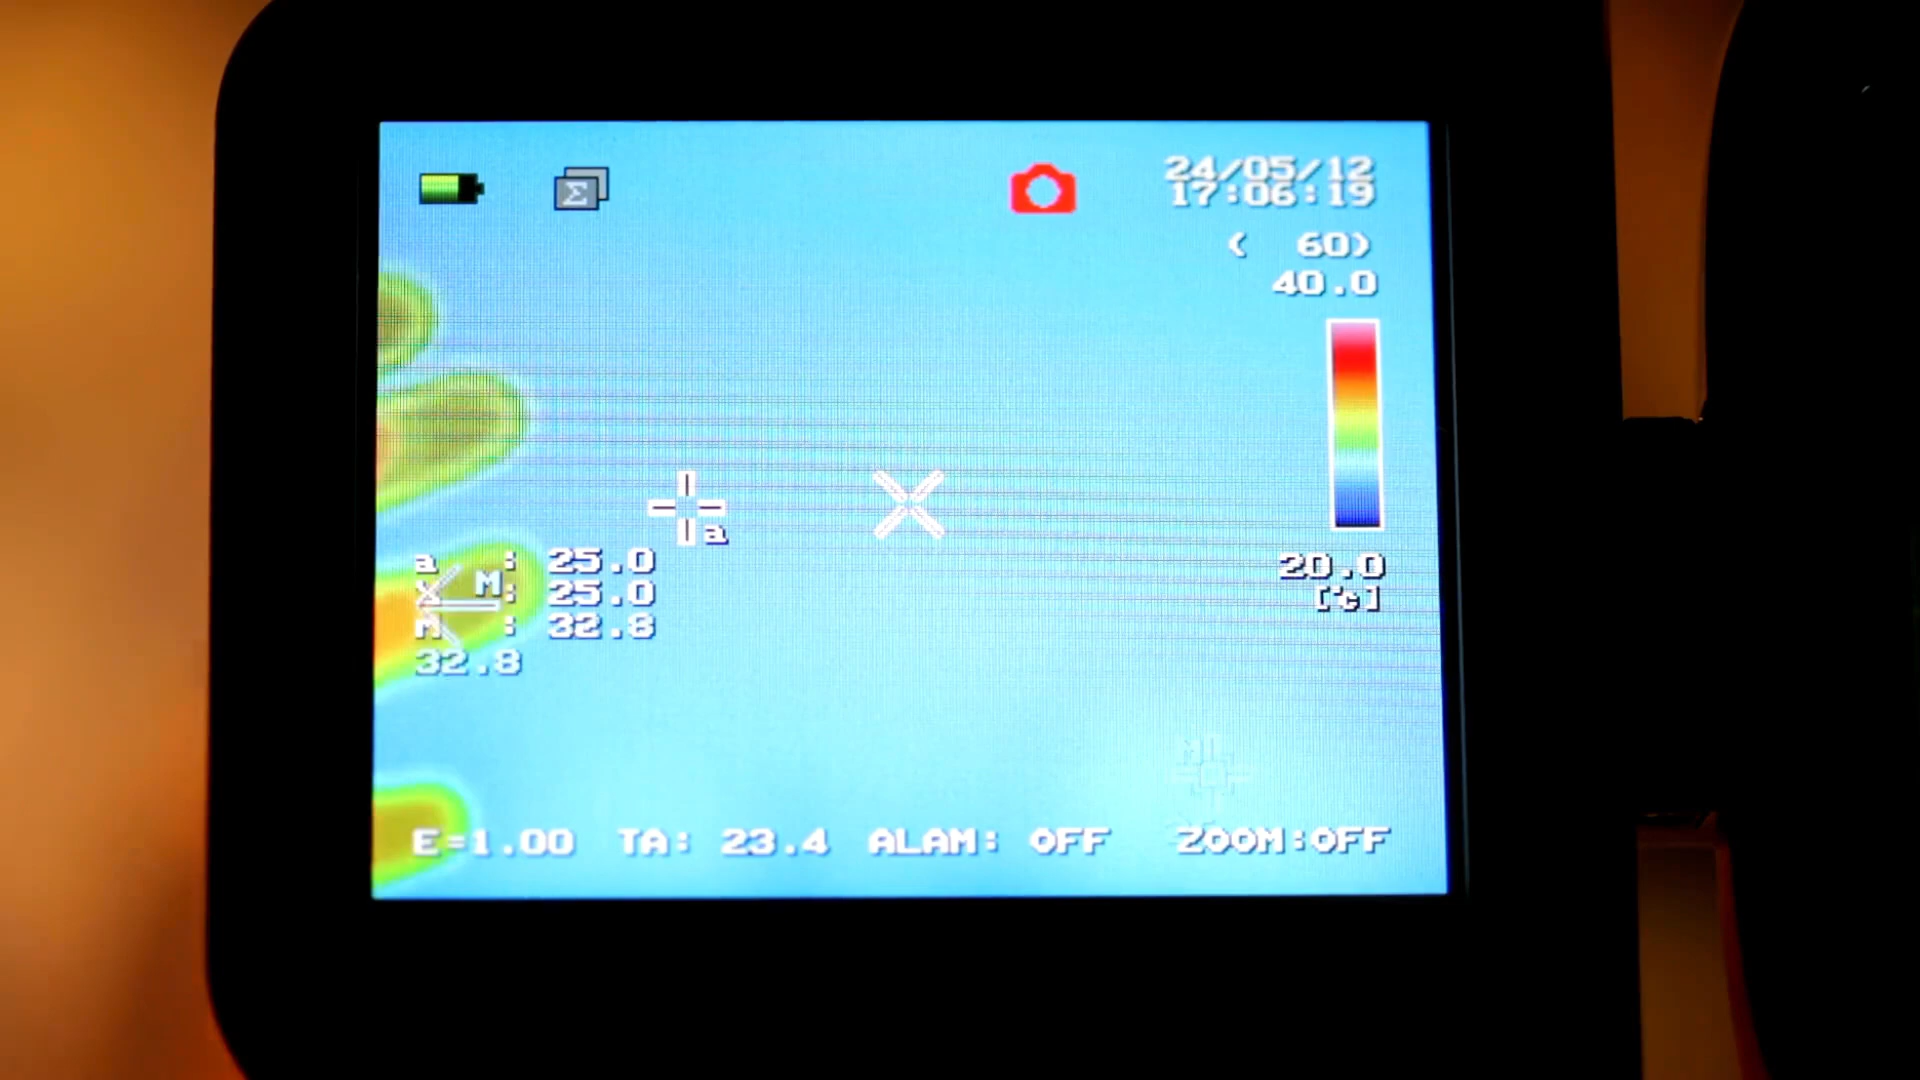 Σ
24/05/12
17:06:19
( 60)
40.0
a
a : 25.0
X M: 25.0
M : 32.8
32.8
20.0
[℃]
M
E=1.00 TA: 23.4 ALAM: OFF ZOOM:OFF